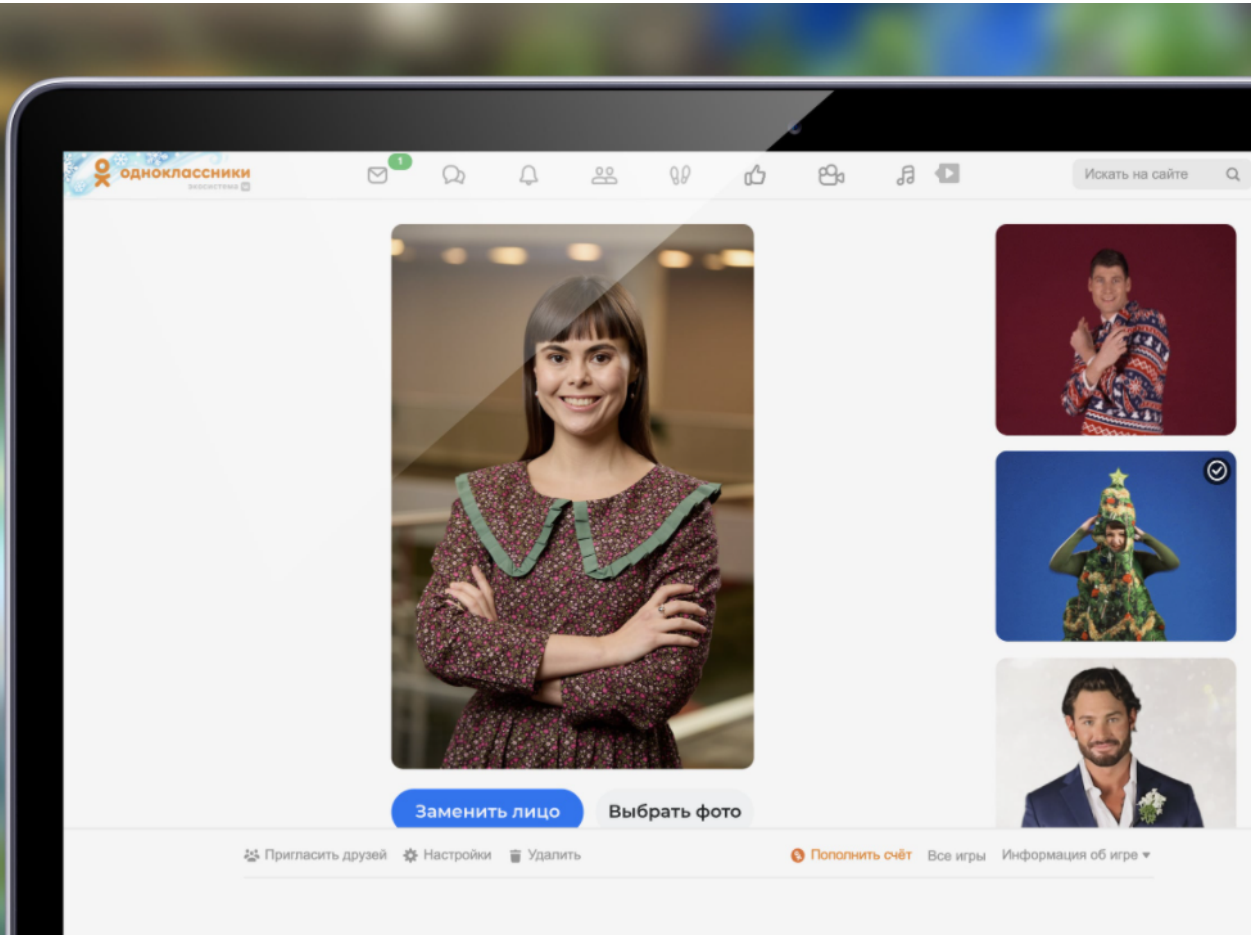 1
одноклассники
экосистема
Искать на сайте
Заменить лицо
Выбрать фото
Пригласить друзей
Настройки
Удалить
Пополнить счёт
Все игры
Информация об игре